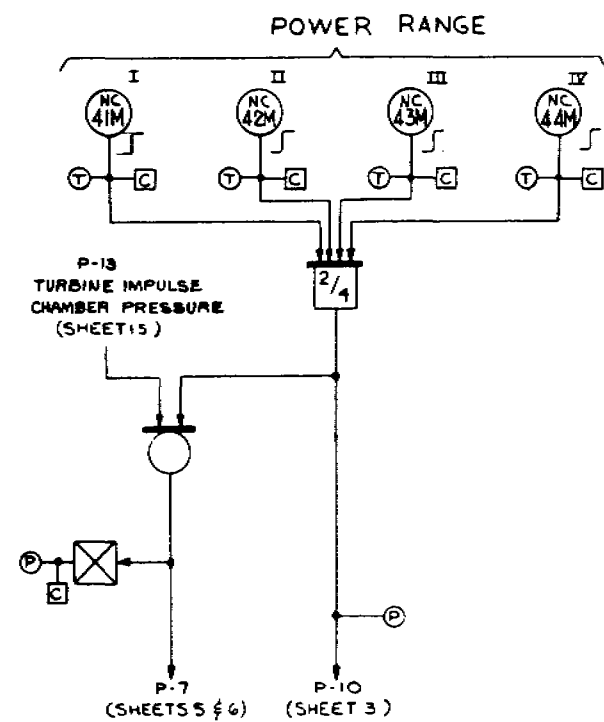 POWER RANGE
I II III IV
NC 41M NC 42M NC 43M NC 44M
T C T C T C T C
P-13
TURBINE IMPULSE
CHAMBER PRESSURE
(SHEET 15)
2/4
P
C
P
P-7
(SHEETS 5 & 6)
P-10
(SHEET 3)